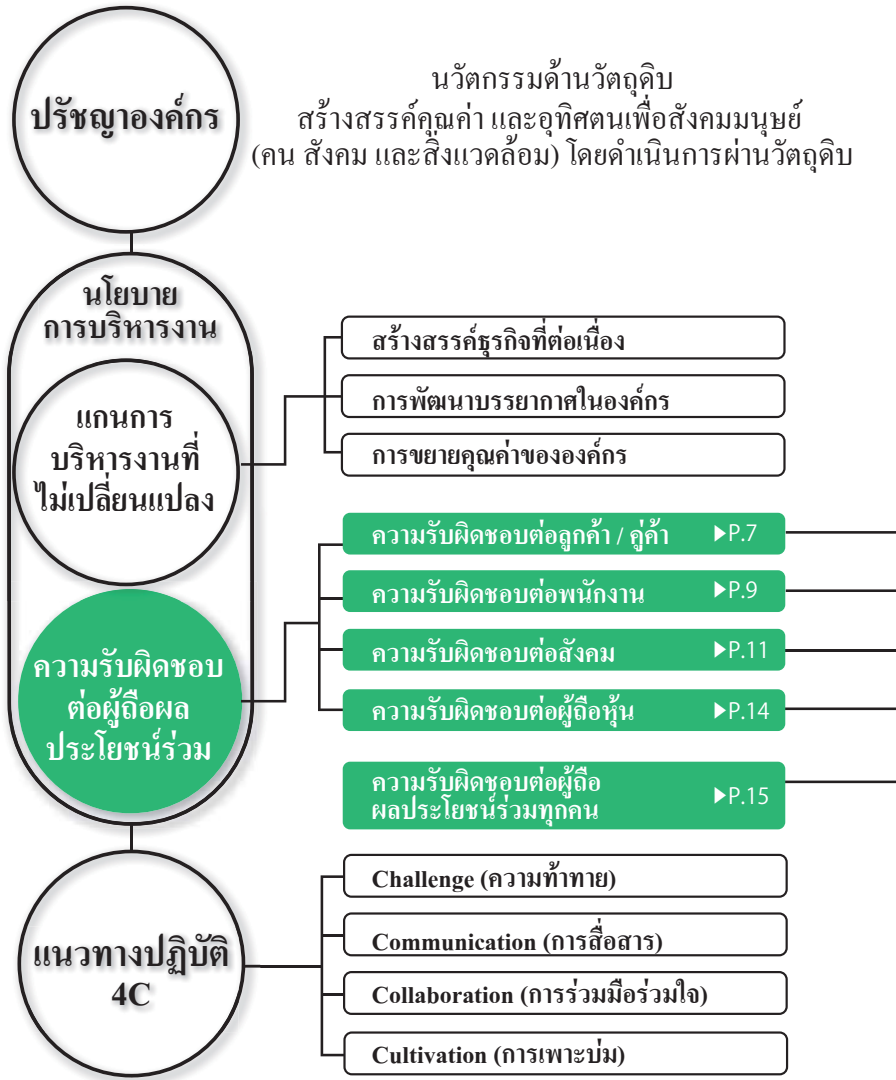 ปรัชญาองค์กร
นวัตกรรมด้านวัตถุดิบ
สร้างสรรค์คุณค่า และอุทิศตนเพื่อสังคมมนุษย์
(คน สังคม และสิ่งแวดล้อม) โดยดำเนินการผ่านวัตถุดิบ
นโยบาย
การบริหารงาน
แกนการ
บริหารงานที่
ไม่เปลี่ยนแปลง
สร้างสรรค์ธุรกิจที่ต่อเนื่อง
การพัฒนาบรรยากาศในองค์กร
การขยายคุณค่าขององค์กร
ความรับผิดชอบ
ต่อผู้ถือผล
ประโยชน์ร่วม
ความรับผิดชอบต่อลูกค้า / คู่ค้า ▶P.7
ความรับผิดชอบต่อพนักงาน ▶P.9
ความรับผิดชอบต่อสังคม ▶P.11
ความรับผิดชอบต่อผู้ถือหุ้น ▶P.14
ความรับผิดชอบต่อผู้ถือ
ผลประโยชน์ร่วมทุกคน ▶P.15
แนวทางปฏิบัติ
4C
Challenge (ความท้าทาย)
Communication (การสื่อสาร)
Collaboration (การร่วมมือร่วมใจ)
Cultivation (การเพาะบ่ม)